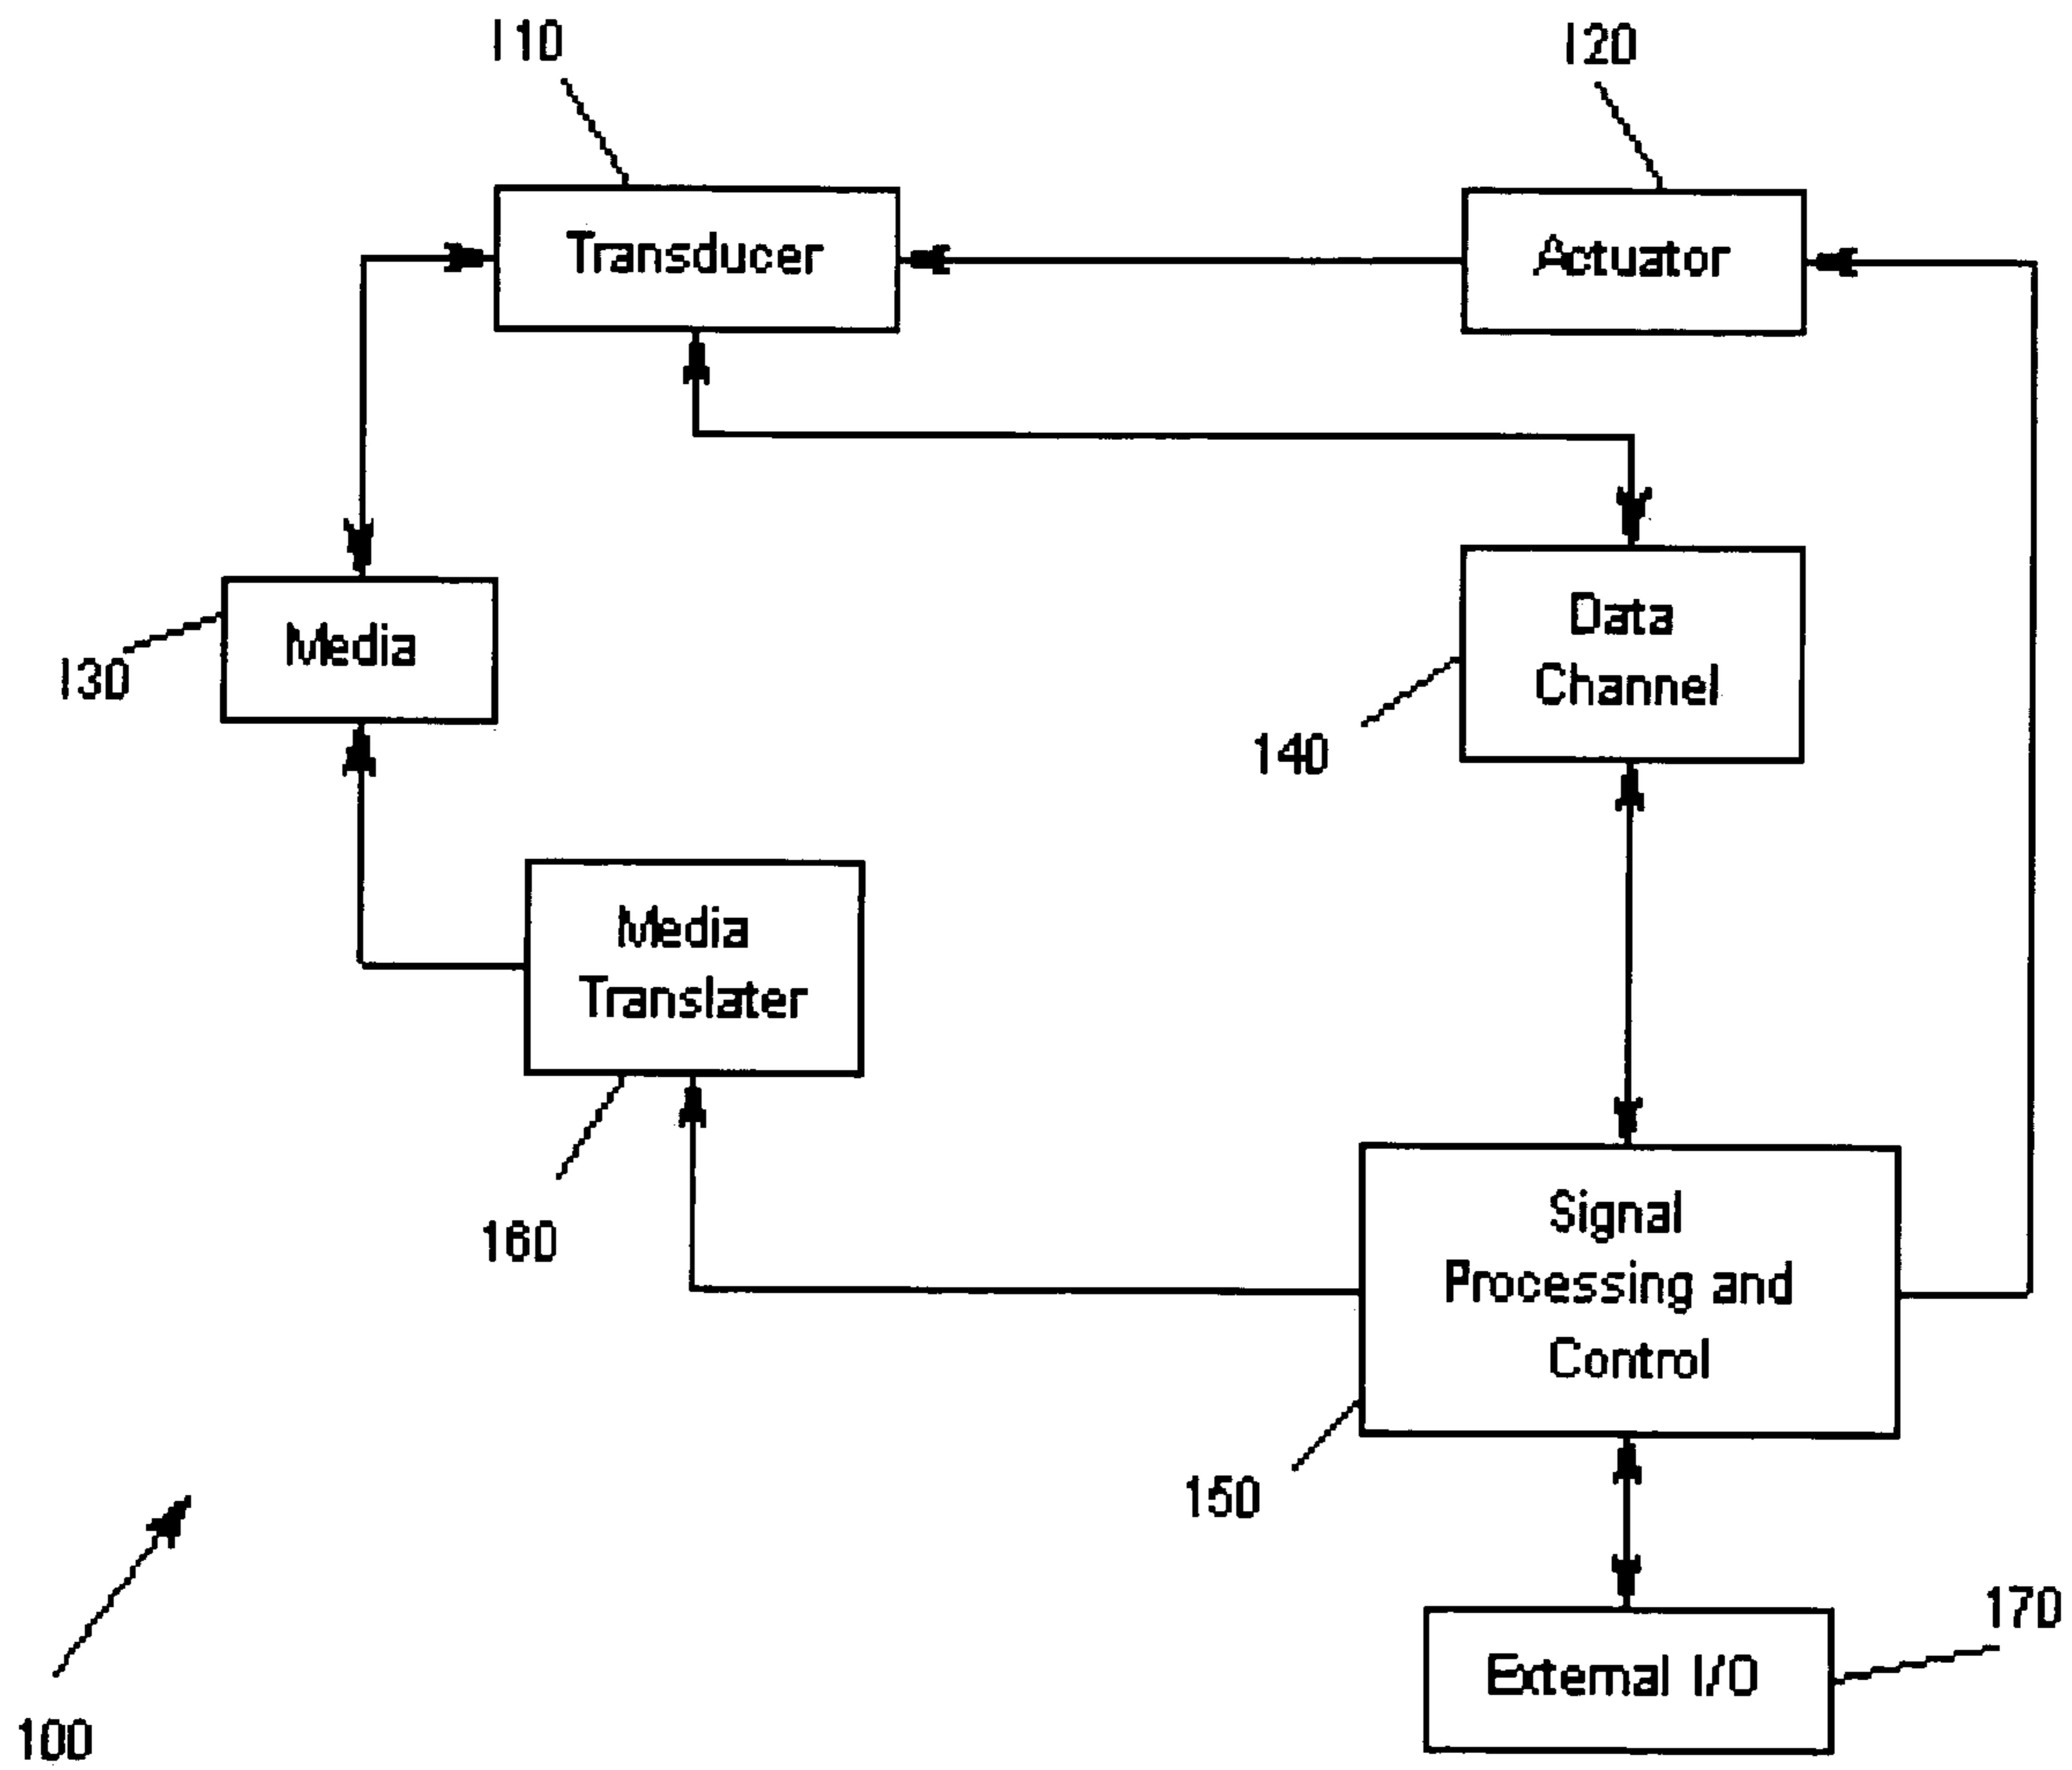 110
120
Transducer
Actuator
Data
Channel
Media
130
140
Media
Translater
160
Signal
Processing and
Control
150
170
External I/O
100